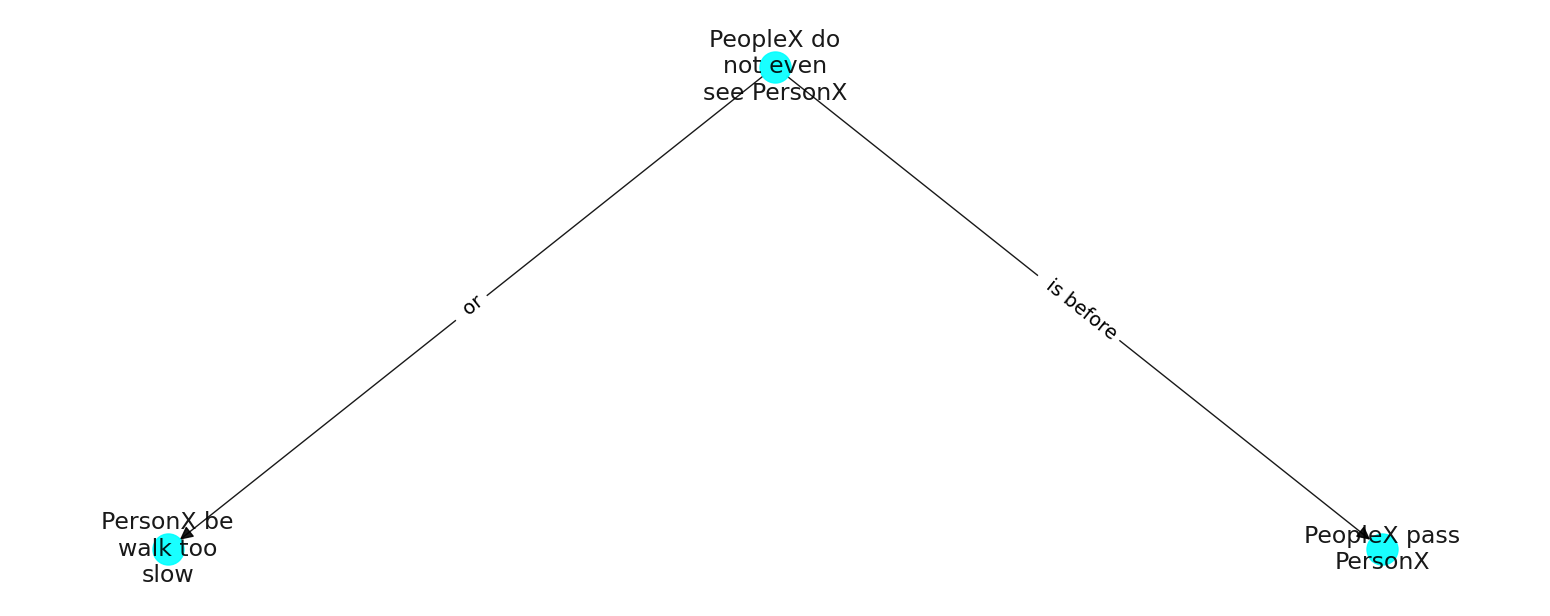 PeopleX do
not even
see PersonX
or
is before
PersonX be
walk too
slow
PeopleX pass
PersonX